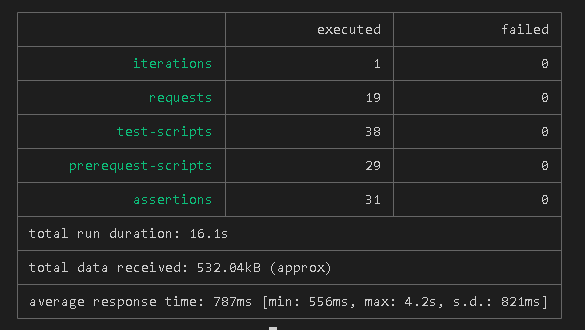 executed failed
iterations 1 0
requests 19 0
test-scripts 38 0
prerequest-scripts 29 0
assertions 31 0
total run duration: 16.1s
total data received: 532.04kB (approx)
average response time: 787ms [min: 556ms, max: 4.2s, s.d.: 821ms]